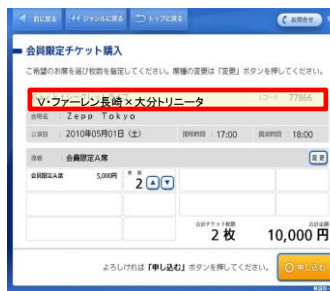 前に戻る ジャンルに戻る トップに戻る お問合せ
会員限定チケット購入
ご希望のお席を選び枚数を指定してください。席種の変更は「変更」ボタンを押してください。
V・ファーレン長崎×大分トリニータ Lコード 77866
会場名 : Zepp Tokyo
公演日 : 2010年05月01日(土) 開場時間 : 17:00 開演時間 : 18:00
席種 : 会員限定A席 変更
会員限定A席 5,000円 枚数 2
合計チケット枚数 合計金額
2枚 10,000円
よろしければ「申し込む」ボタンを押してください。 申し込む